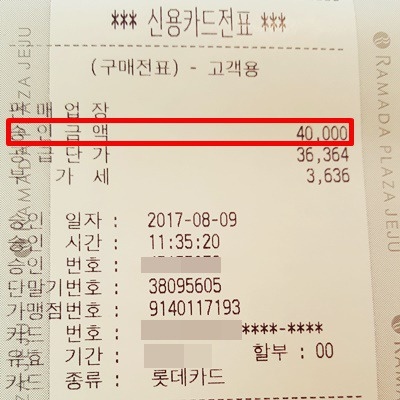 *** 신용카드전표 ***
(구매전표) - 고객용
판매업장
승인금액 40,000
공급단가 36,364
부 가 세 3,636
승인 일자 : 2017-08-09
승인 시간 : 11:35:20
승인 번호 :
단말기번호 : 38095605
가맹점번호 : 9140117193
카드 번호 : ****-****
유효 기간 : 할부 : 00
카드 종류 : 롯데카드
RAMADA PLAZA JEJU
RAMADA PLAZA JEJU